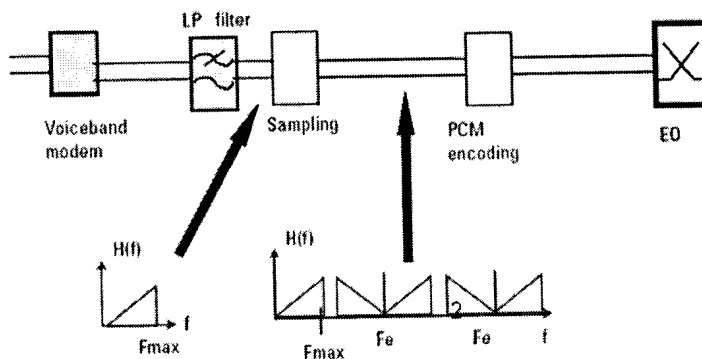 LP filter
Voiceband
modem
Sampling
PCM
encoding
EO
H(f)
f
Fmax
H(f)
Fmax
Fe
2
Fe
f